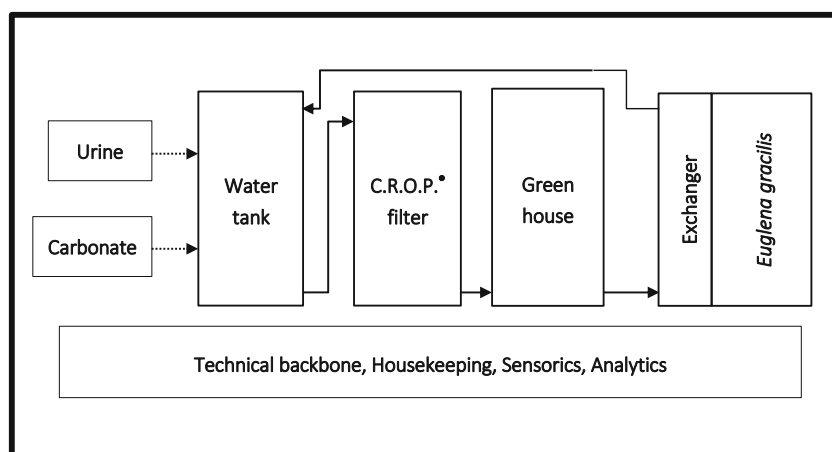 Urine
Carbonate
Water
tank
C.R.O.P.•
filter
Green
house
Exchanger
Euglena gracilis
Technical backbone, Housekeeping, Sensorics, Analytics